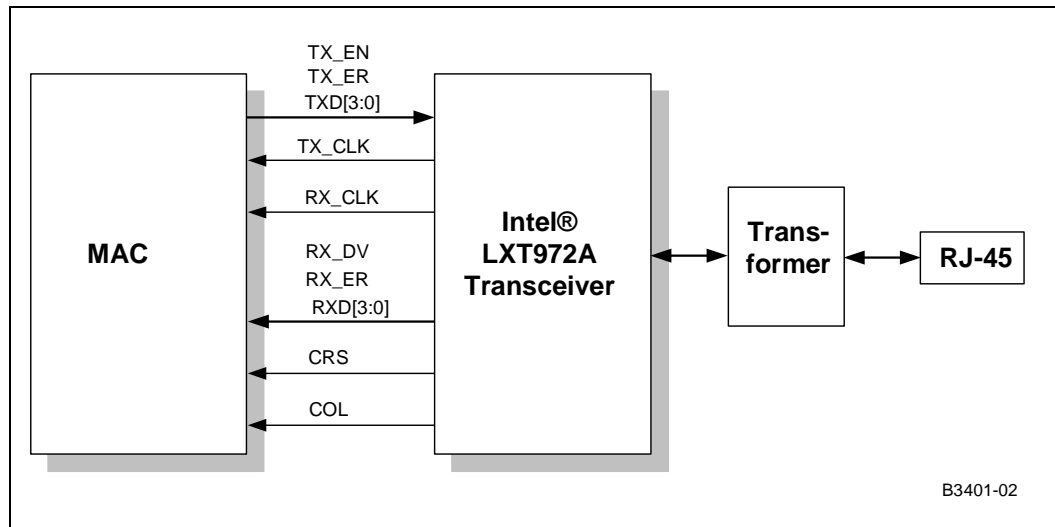 TX_EN
TX_ER
TXD[3:0]
TX_CLK
RX_CLK
MAC
RX_DV
RX_ER
RXD[3:0]
CRS
COL
Intel®
LXT972A
Transceiver
Trans-
former
RJ-45
B3401-02